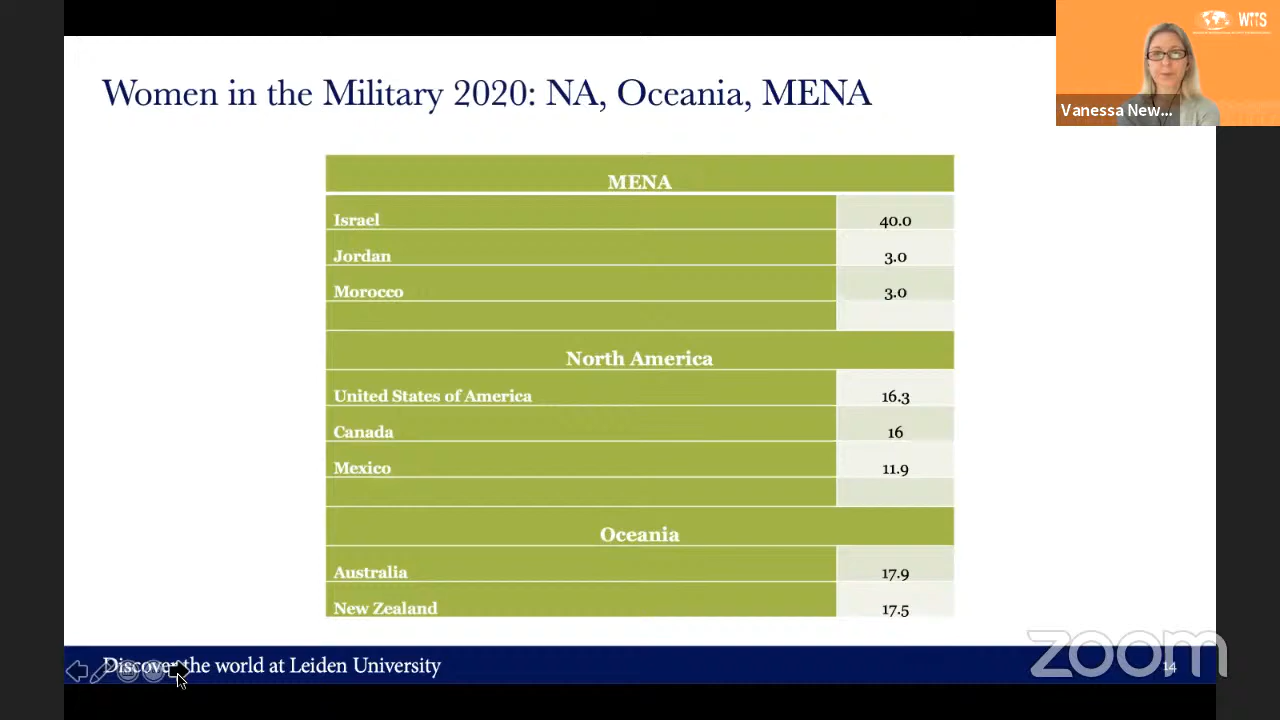 WIIS
Women in the Military 2020: NA, Oceania, MENA
Vanessa New...
MENA
Israel 40.0
Jordan 3.0
Morocco 3.0
North America
United States of America 16.3
Canada 16
Mexico 11.9
Oceania
Australia 17.9
New Zealand 17.5
Discover the world at Leiden University
zoom
14